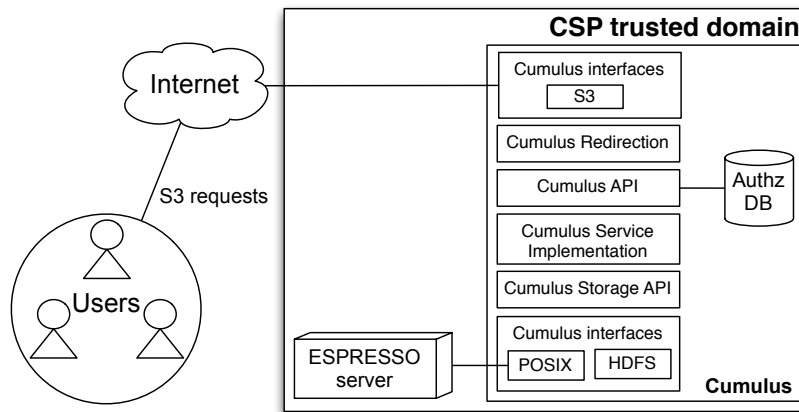 CSP trusted domain
Internet
Cumulus interfaces
S3
Cumulus Redirection
Cumulus API
Authz
DB
S3 requests
Cumulus Service
Implementation
Users
Cumulus Storage API
Cumulus interfaces
ESPRESSO
server
POSIX
HDFS
Cumulus